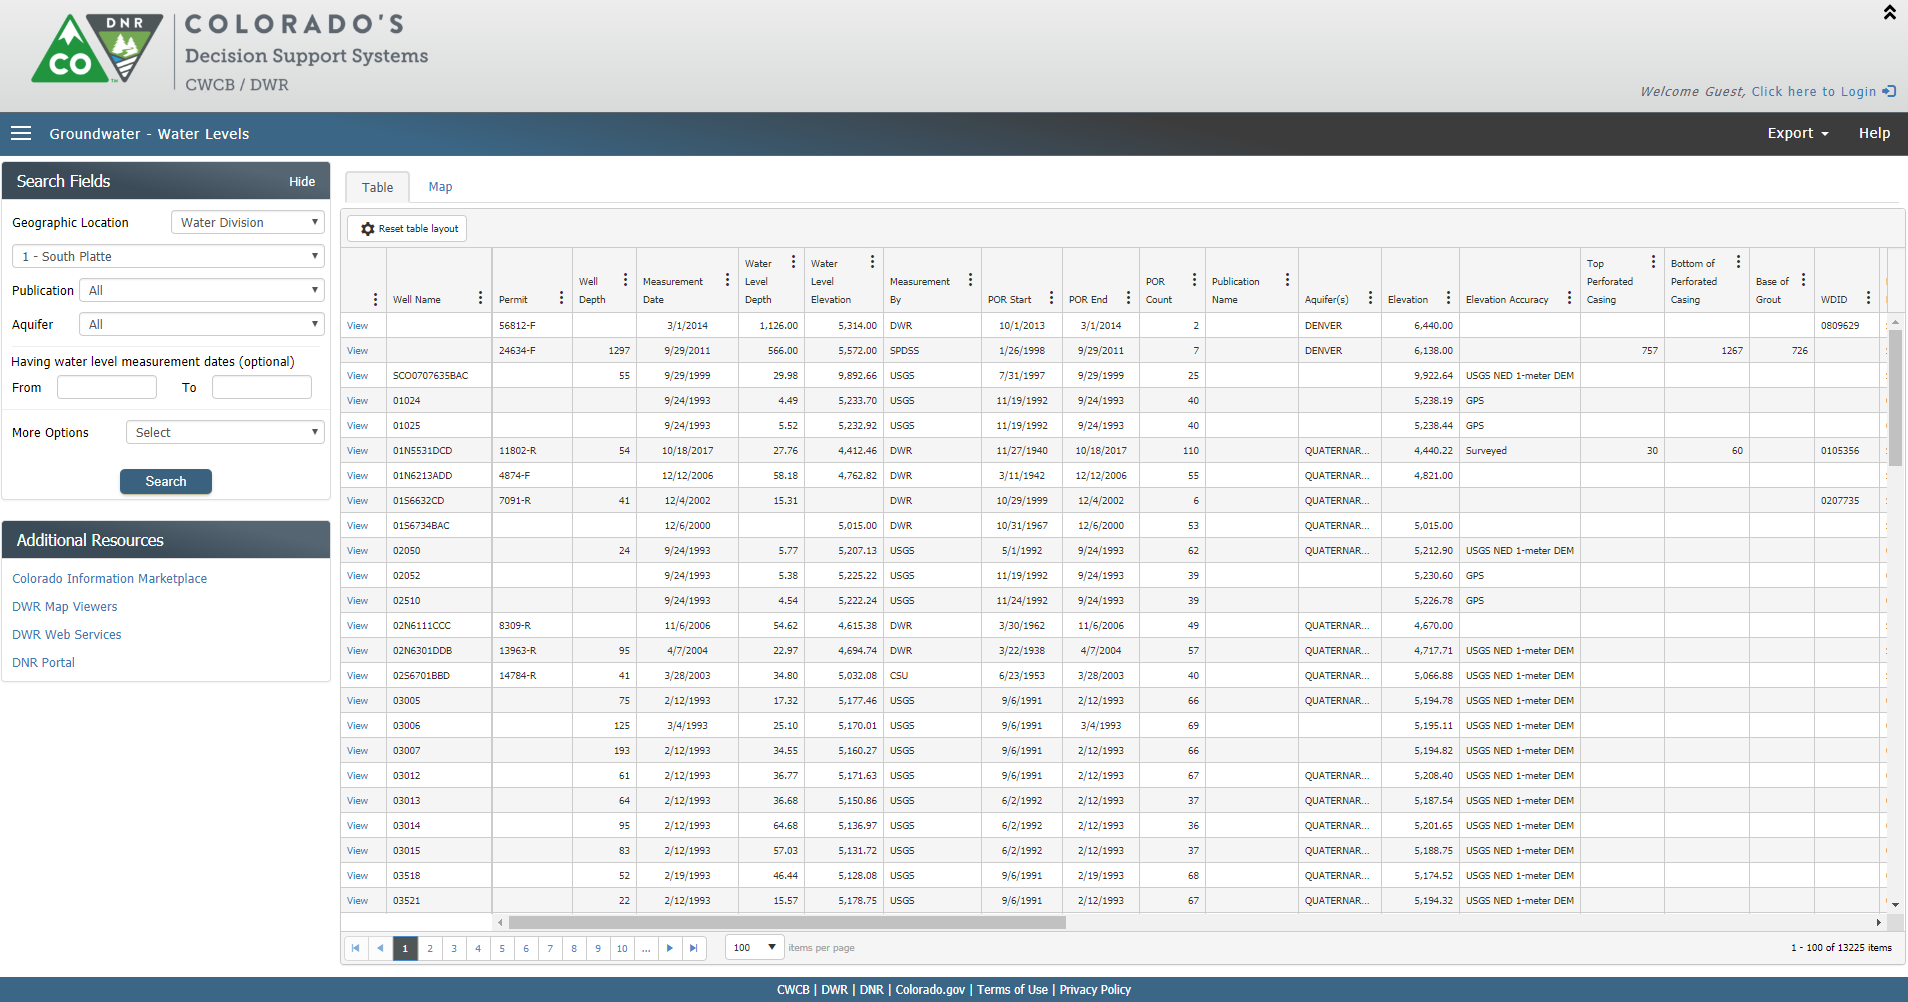 DNR
CO
TM
COLORADO'S
Decision Support Systems
CWCB / DWR
Welcome Guest, Click here to Login
Groundwater - Water Levels
Export
Help
Search Fields Hide
Geographic Location Water Division
1 - South Platte
Publication All
Aquifer All
Having water level measurement dates (optional)
From To
More Options Select
Search
Additional Resources
Colorado Information Marketplace
DWR Map Viewers
DWR Web Services
DNR Portal
Table Map
Reset table layout
Well Name Permit Well Depth Measurement Date Water Level Depth Water Level Elevation Measurement By POR Start POR End POR Count Publication Name Aquifer(s) Elevation Elevation Accuracy Top Perforated Casing Bottom of Perforated Casing Base of Grout WDID
View 56812-F 3/1/2014 1,126.00 5,314.00 DWR 10/1/2013 3/1/2014 2 DENVER 6,440.00 0809629
View 24634-F 1297 9/29/2011 566.00 5,572.00 SPDSS 1/26/1998 9/29/2011 7 DENVER 6,138.00 757 1267 726
View SC00707635BAC 55 9/29/1999 29.98 9,892.66 USGS 7/31/1997 9/29/1999 25 9,922.64 USGS NED 1-meter DEM
View 01024 9/24/1993 4.49 5,233.70 USGS 11/19/1992 9/24/1993 40 5,238.19 GPS
View 01025 9/24/1993 5.52 5,232.92 USGS 11/19/1992 9/24/1993 40 5,238.44 GPS
View 01N5531DCD 11802-R 54 10/18/2017 27.76 4,412.46 DWR 11/27/1940 10/18/2017 110 QUATERNAR... 4,440.22 Surveyed 30 60 0105356
View 01N6213ADD 4874-F 12/12/2006 58.18 4,762.82 DWR 3/11/1942 12/12/2006 55 QUATERNAR... 4,821.00
View 01S6632CD 7091-R 41 12/4/2002 15.31 DWR 10/29/1999 12/4/2002 6 QUATERNAR... 0207735
View 01S6734BAC 12/6/2000 5,015.00 DWR 10/31/1967 12/6/2000 53 QUATERNAR... 5,015.00
View 02050 24 9/24/1993 5.77 5,207.13 USGS 5/1/1992 9/24/1993 62 QUATERNAR... 5,212.90 USGS NED 1-meter DEM
View 02052 9/24/1993 5.38 5,225.22 USGS 11/19/1992 9/24/1993 39 5,230.60 GPS
View 02510 9/24/1993 4.54 5,222.24 USGS 11/24/1992 9/24/1993 39 5,226.78 GPS
View 02N6111CCC 8309-R 11/6/2006 54.62 4,615.38 DWR 3/30/1962 11/6/2006 49 QUATERNAR... 4,670.00
View 02N6301DDB 13963-R 95 4/7/2004 22.97 4,694.74 DWR 3/22/1938 4/7/2004 57 QUATERNAR... 4,717.71 USGS NED 1-meter DEM
View 02S6701BBD 14784-R 41 3/28/2003 34.80 5,032.08 CSU 6/23/1953 3/28/2003 40 QUATERNAR... 5,066.88 USGS NED 1-meter DEM
View 03005 75 2/12/1993 17.32 5,177.46 USGS 9/6/1991 2/12/1993 66 QUATERNAR... 5,194.78 USGS NED 1-meter DEM
View 03006 125 3/4/1993 25.10 5,170.01 USGS 9/6/1991 3/4/1993 69 5,195.11 USGS NED 1-meter DEM
View 03007 193 2/12/1993 34.55 5,160.27 USGS 9/6/1991 2/12/1993 66 5,194.82 USGS NED 1-meter DEM
View 03012 61 2/12/1993 36.77 5,171.63 USGS 9/6/1991 2/12/1993 67 QUATERNAR... 5,208.40 USGS NED 1-meter DEM
View 03013 64 2/12/1993 36.68 5,150.86 USGS 6/2/1992 2/12/1993 37 QUATERNAR... 5,187.54 USGS NED 1-meter DEM
View 03014 95 2/12/1993 64.68 5,136.97 USGS 6/2/1992 2/12/1993 36 QUATERNAR... 5,201.65 USGS NED 1-meter DEM
View 03015 83 2/12/1993 57.03 5,131.72 USGS 6/2/1992 2/12/1993 37 QUATERNAR... 5,188.75 USGS NED 1-meter DEM
View 03518 52 2/19/1993 46.44 5,128.08 USGS 9/6/1991 2/19/1993 68 QUATERNAR... 5,174.52 USGS NED 1-meter DEM
View 03521 22 2/12/1993 15.57 5,178.75 USGS 9/6/1991 2/12/1993 67 QUATERNAR... 5,194.32 USGS NED 1-meter DEM
1 2 3 4 5 6 7 8 9 10 ... 100 items per page 1 - 100 of 13225 items
CWCB | DWR | DNR | Colorado.gov | Terms of Use | Privacy Policy